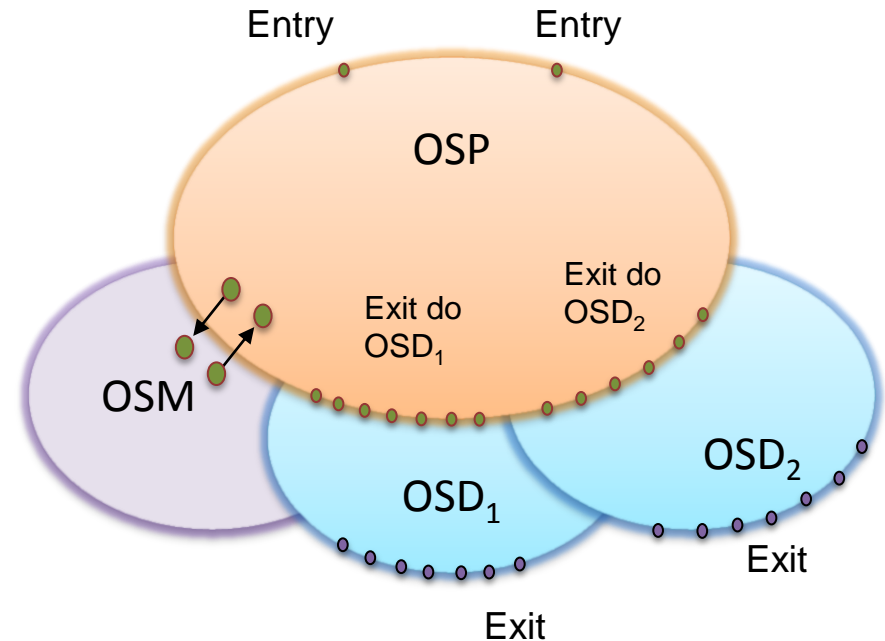 Entry
Entry
OSP
Exit do
OSD₂
Exit do
OSD₁
OSM
OSD₁
OSD₂
Exit
Exit